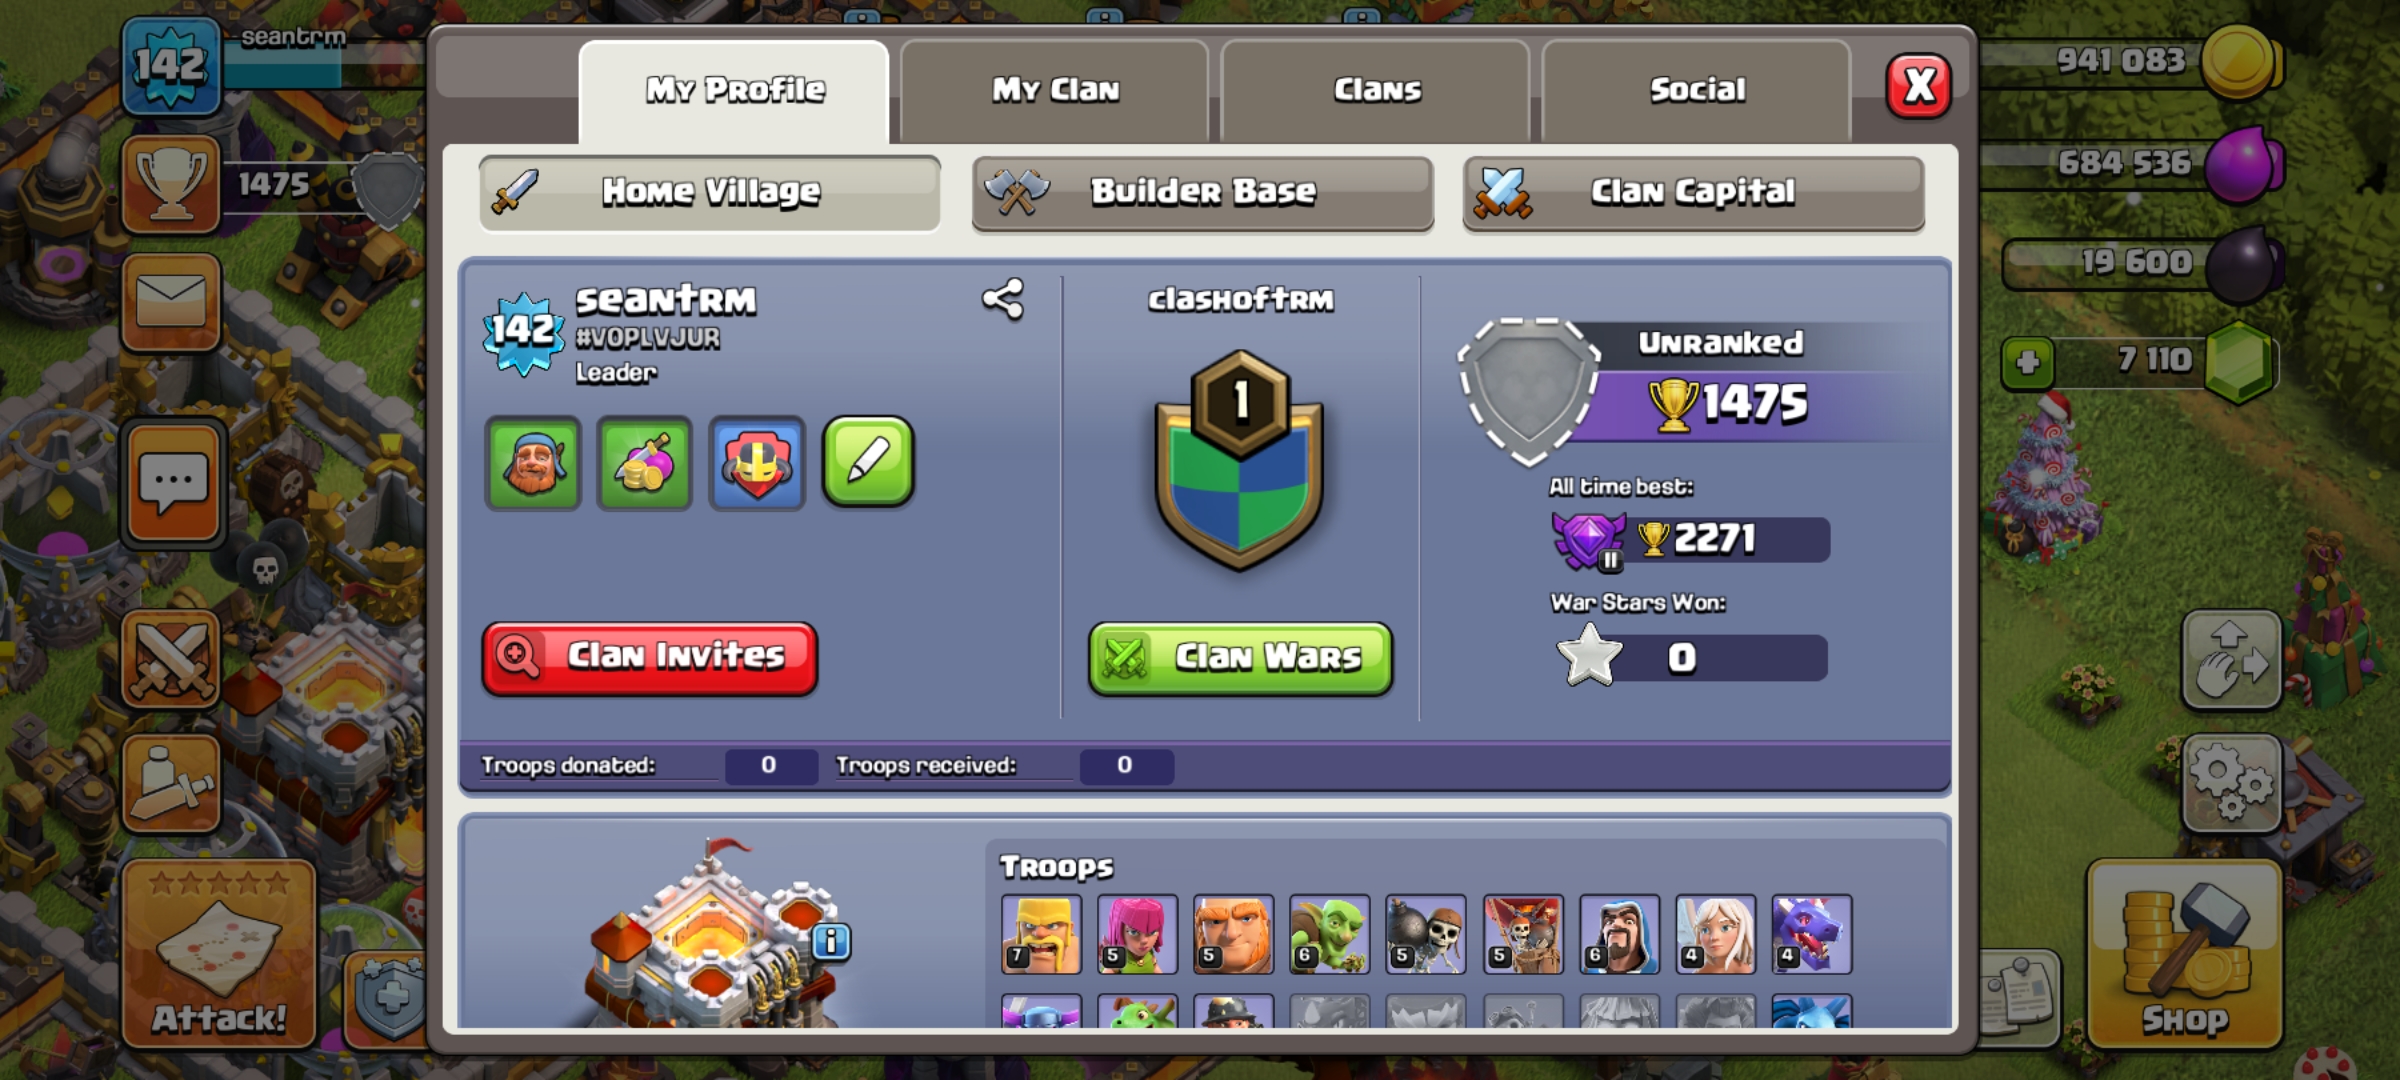 142
seantrm
1475
Attack!
My Profile
My Clan
Clans
Social
X
Home Village
Builder Base
Clan Capital
142
seantrm
#V0PLVJUR
Leader
Clan Invites
clashoftrm
1
Clan Wars
Unranked
1475
All time best:
2271
War Stars Won:
0
Troops donated:
0
Troops received:
0
i
Troops
7
5
5
6
5
5
6
4
4
941 083
684 536
19 600
7 110
Shop